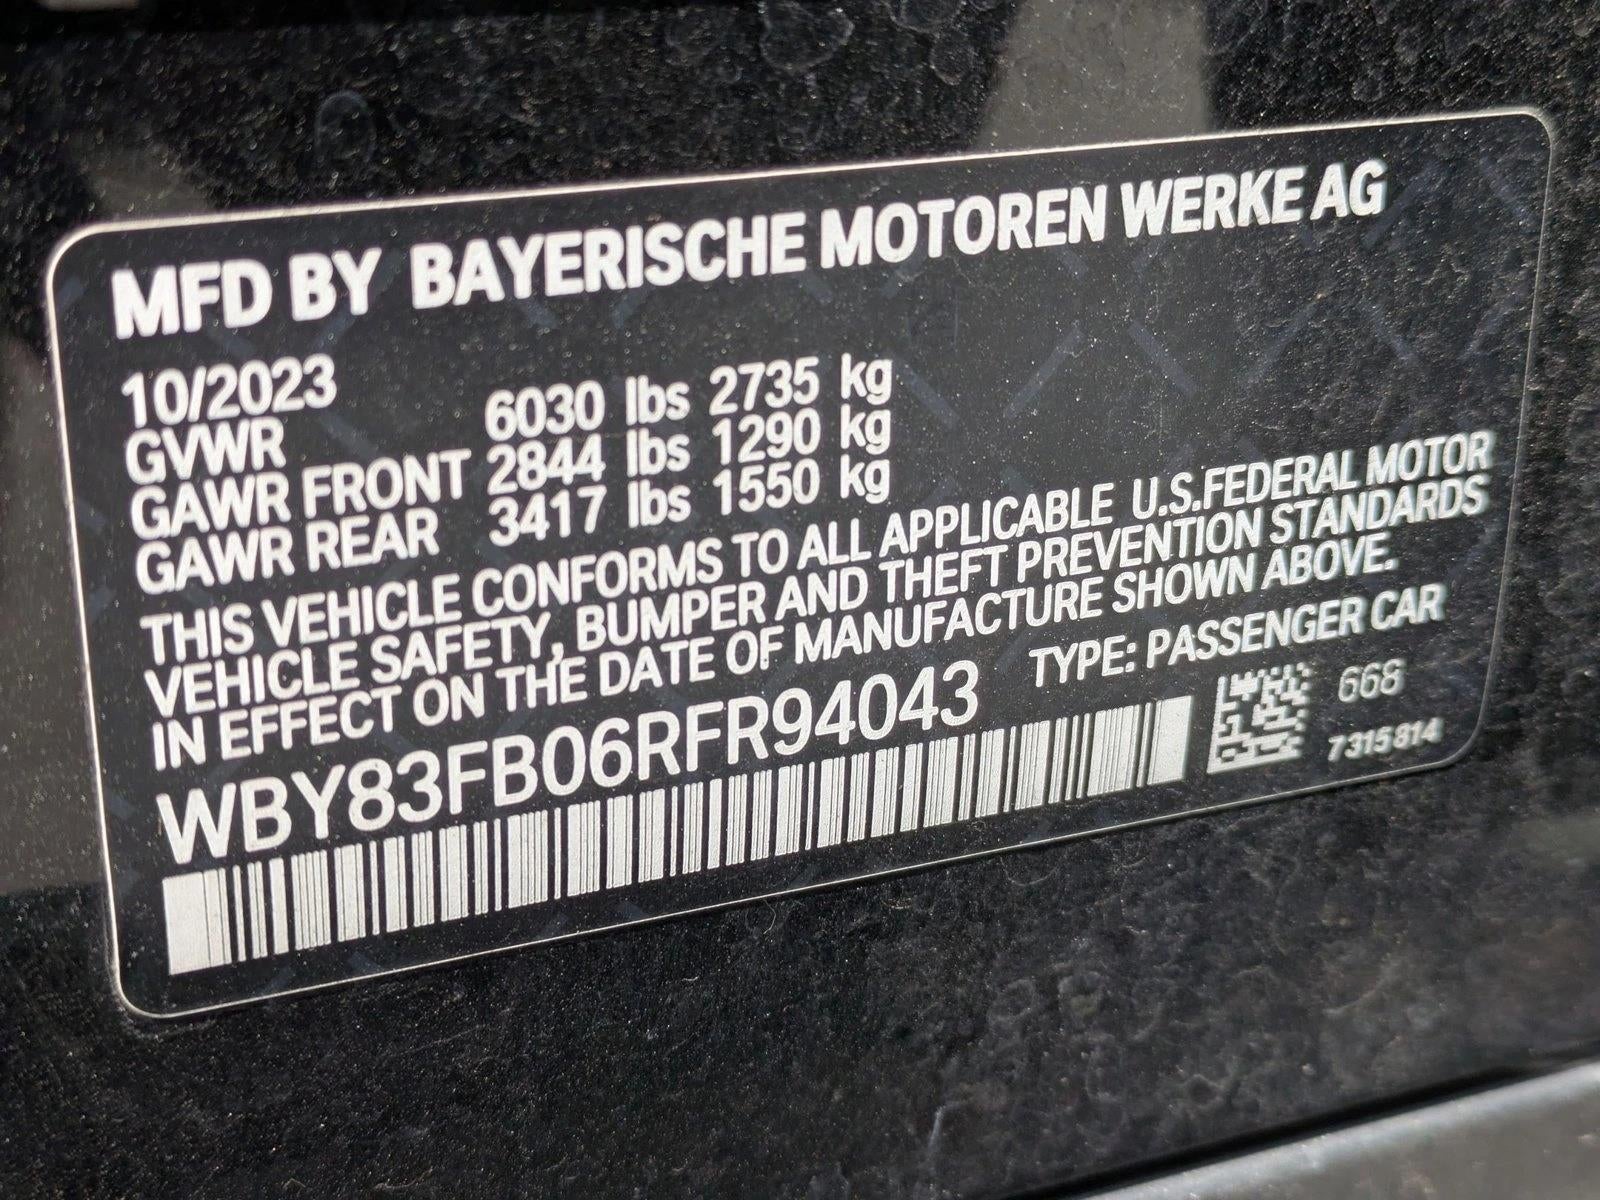 MFD BY BAYERISCHE MOTOREN WERKE AG
10/2023
GVWR 6030 lbs 2735 kg
GAWR FRONT 2844 lbs 1290 kg
GAWR REAR 3417 lbs 1550 kg
THIS VEHICLE CONFORMS TO ALL APPLICABLE U.S.FEDERAL MOTOR
VEHICLE SAFETY, BUMPER AND THEFT PREVENTION STANDARDS
IN EFFECT ON THE DATE OF MANUFACTURE SHOWN ABOVE.
WBY83FB06RFR94043 TYPE: PASSENGER CAR
668
7315814